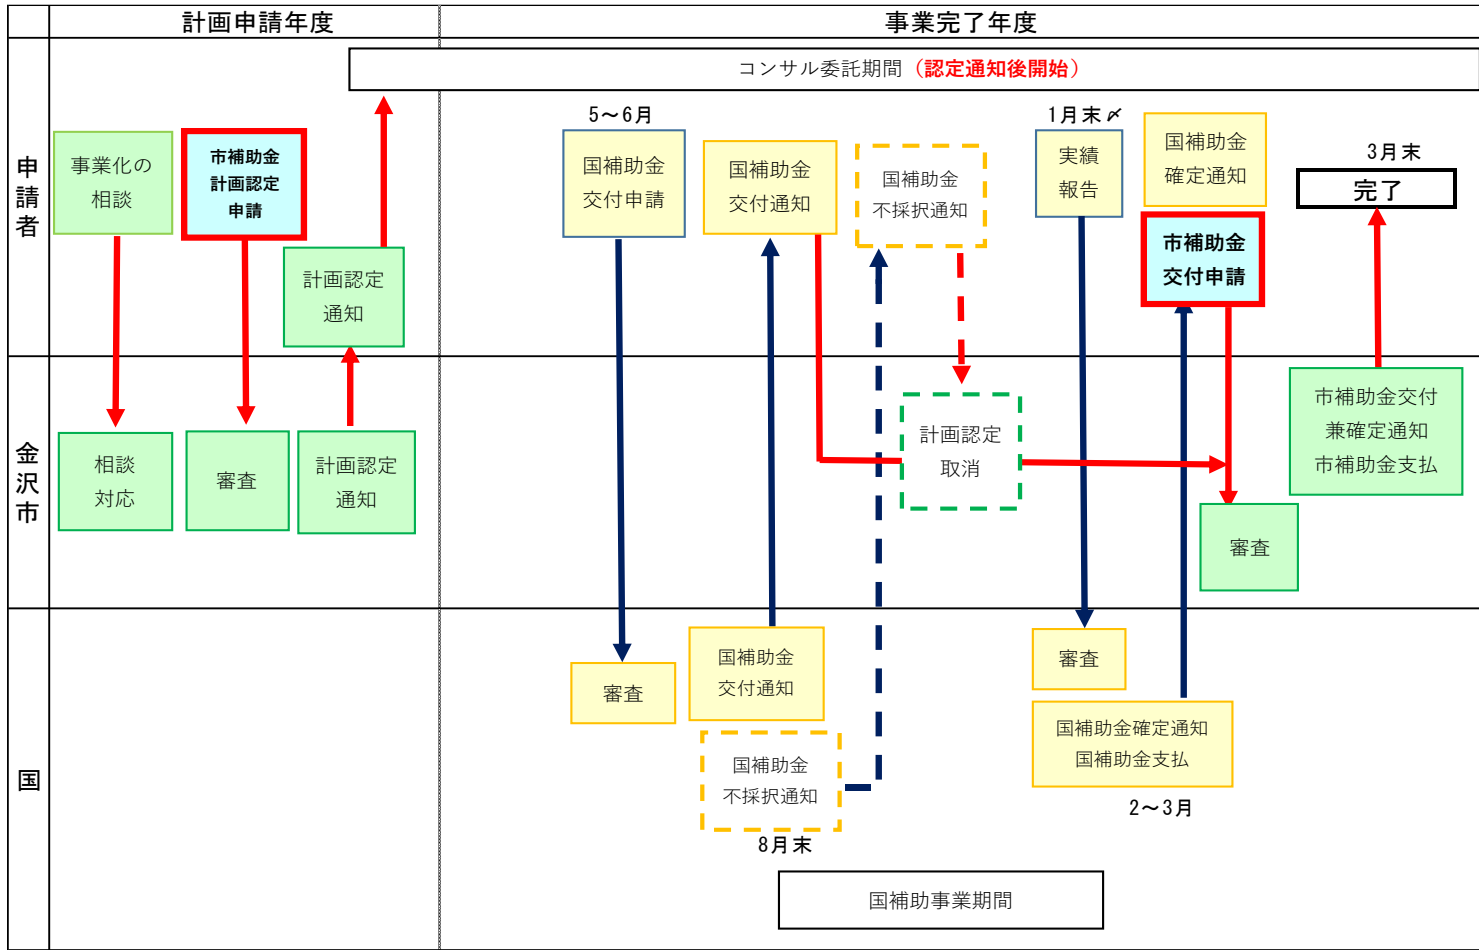 計画申請年度
事業完了年度
申請者
コンサル委託期間（認定通知後開始）
事業化の
相談
市補助金
計画認定
申請
計画認定
通知
5～6月
国補助金
交付申請
国補助金
交付通知
国補助金
不採択通知
1月末〆
実績
報告
国補助金
確定通知
市補助金
交付申請
3月末
完了
金沢市
相談
対応
審査
計画認定
通知
計画認定
取消
審査
市補助金交付
兼確定通知
市補助金支払
国
審査
国補助金
交付通知
国補助金
不採択通知
8月末
審査
国補助金確定通知
国補助金支払
2～3月
国補助事業期間